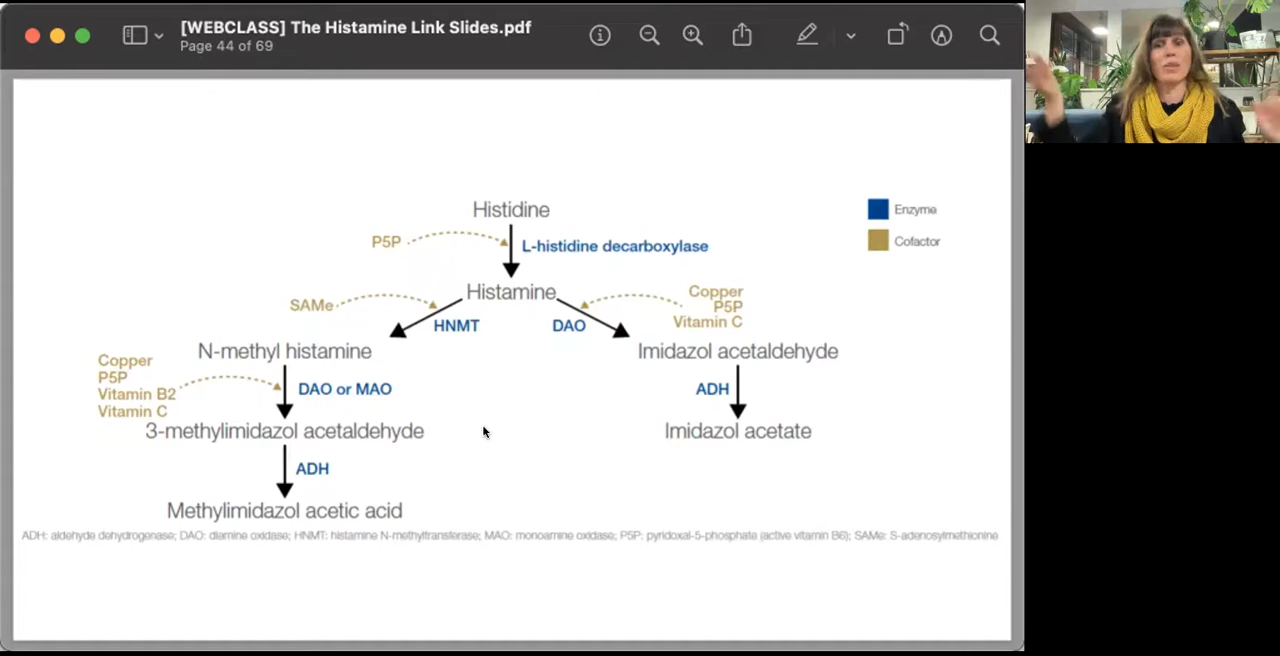 [WEBCLASS] The Histamine Link Slides.pdf
Page 44 of 69
Histidine
Enzyme
P5P
L-histidine decarboxylase
Cofactor
Histamine
SAMe
HNMT
DAO
Copper
P5P
Vitamin C
N-methyl histamine
Imidazol acetaldehyde
Copper
P5P
Vitamin B2
Vitamin C
DAO or MAO
ADH
3-methylimidazol acetaldehyde
Imidazol acetate
ADH
Methylimidazol acetic acid
ADH: aldehyde dehydrogenase; DAO: diamine oxidase; HNMT: histamine N-methyltransferase; MAO: monoamine oxidase; P5P: pyridoxal-5-phosphate (active vitamin B6); SAMe: S-adenosylmethionine